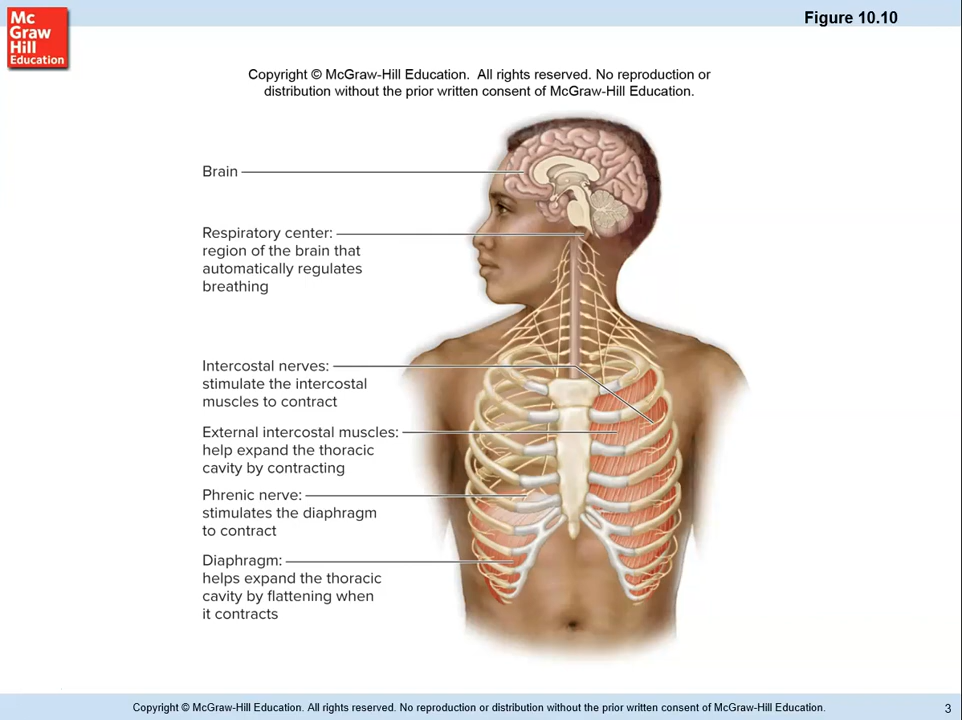 Mc
Graw
Hill
Education
Figure 10.10
Copyright © McGraw-Hill Education. All rights reserved. No reproduction or
distribution without the prior written consent of McGraw-Hill Education.
Brain
Respiratory center:
region of the brain that
automatically regulates
breathing
Intercostal nerves:
stimulate the intercostal
muscles to contract
External intercostal muscles:
help expand the thoracic
cavity by contracting
Phrenic nerve:
stimulates the diaphragm
to contract
Diaphragm:
helps expand the thoracic
cavity by flattening when
it contracts
Copyright © McGraw-Hill Education. All rights reserved. No reproduction or distribution without the prior written consent of McGraw-Hill Education.
3